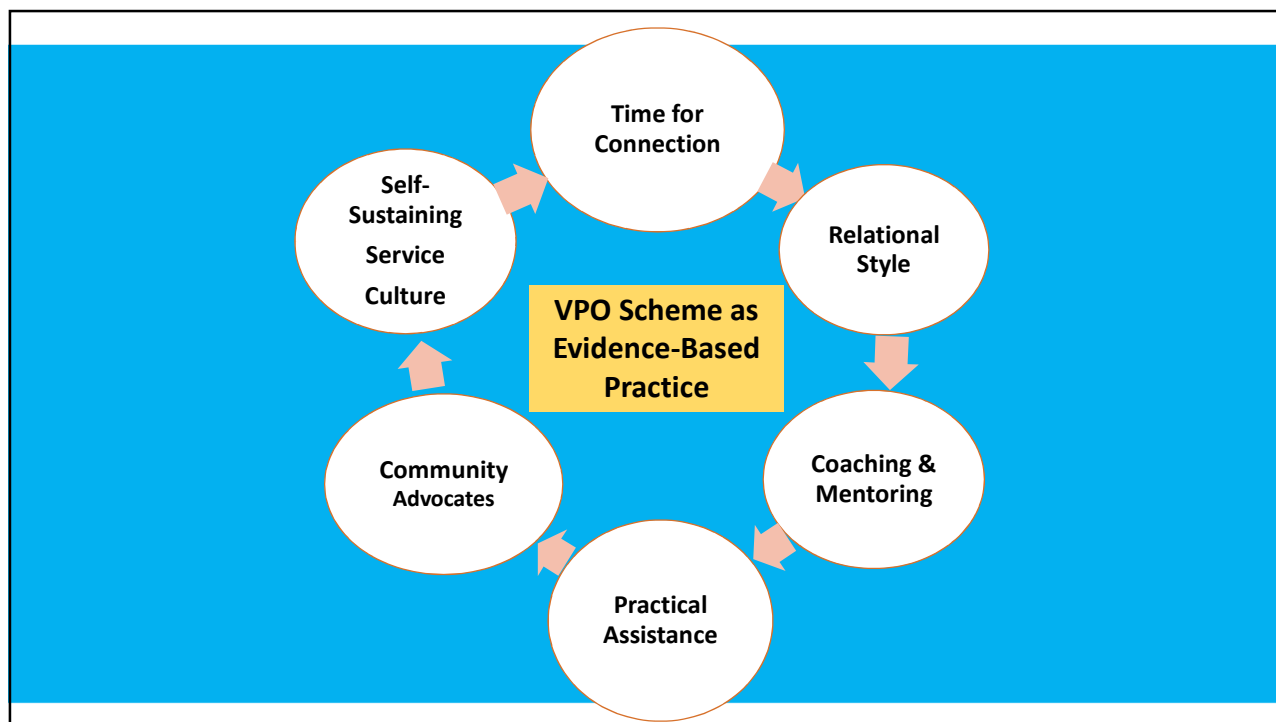 Time for
Connection
Relational
Style
Coaching &
Mentoring
Practical
Assistance
Community
Advocates
Self-
Sustaining
Service
Culture
VPO Scheme as
Evidence-Based
Practice